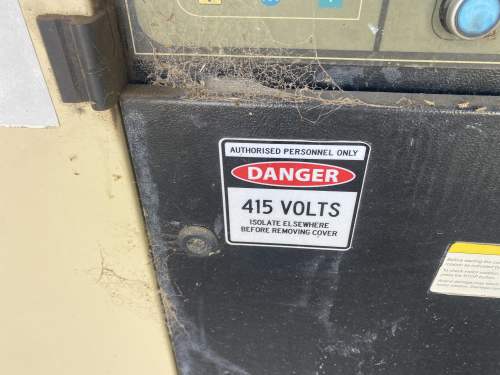 AUTHORISED PERSONNEL ONLY
DANGER
415 VOLTS
ISOLATE ELSEWHERE
BEFORE REMOVING COVER